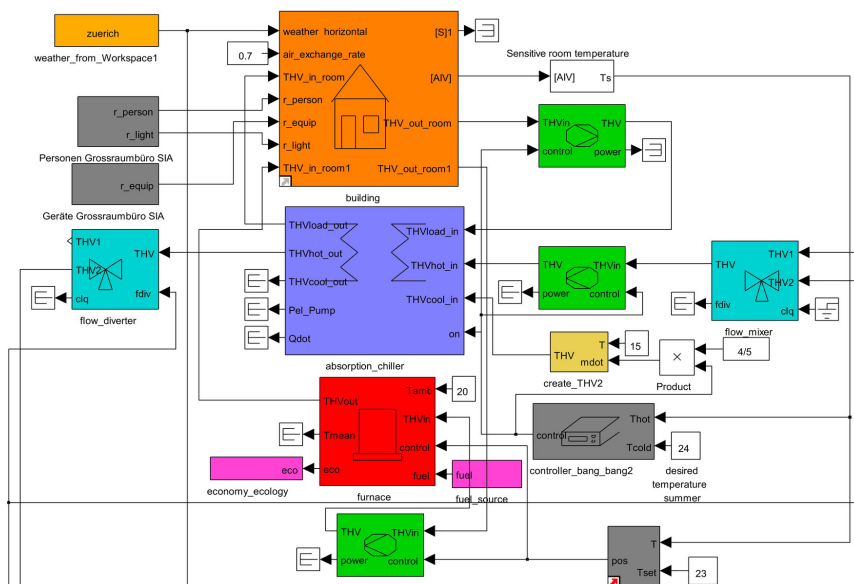 zuerich
weather_from_Workspace1
r_person
r_light
Personen Grossraumbüro SIA
r_equip
Geräte Grossraumbüro SIA
0.7
weather_horizontal
air_exchange_rate
THV_in_room
r_person
r_equip
r_light
THV_in_room1
[S]1
[AIV]
THV_out_room
THV_out_room1
building
Sensitive room temperature
[AIV]
Ts
THVin
THV
control
power
THV1
THV
THV2
clq
fdiv
flow_diverter
THVload_out
THVload_in
THVhot_out
THVhot_in
THVcool_out
THVcool_in
Pel_Pump
Qdot
on
absorption_chiller
THV
THVin
power
control
THV1
THV
THV2
fdiv
clq
flow_mixer
T
15
THV
mdot
create_THV2
×
Product
4/5
Tamb
20
THVout
THVin
Tmean
control
eco
fuel
furnace
eco
economy_ecology
fuel
fuel_source
Thot
control
Tcold
controller_bang_bang2
24
desired
temperature
summer
THV
THVin
power
control
T
pos
Tset
23